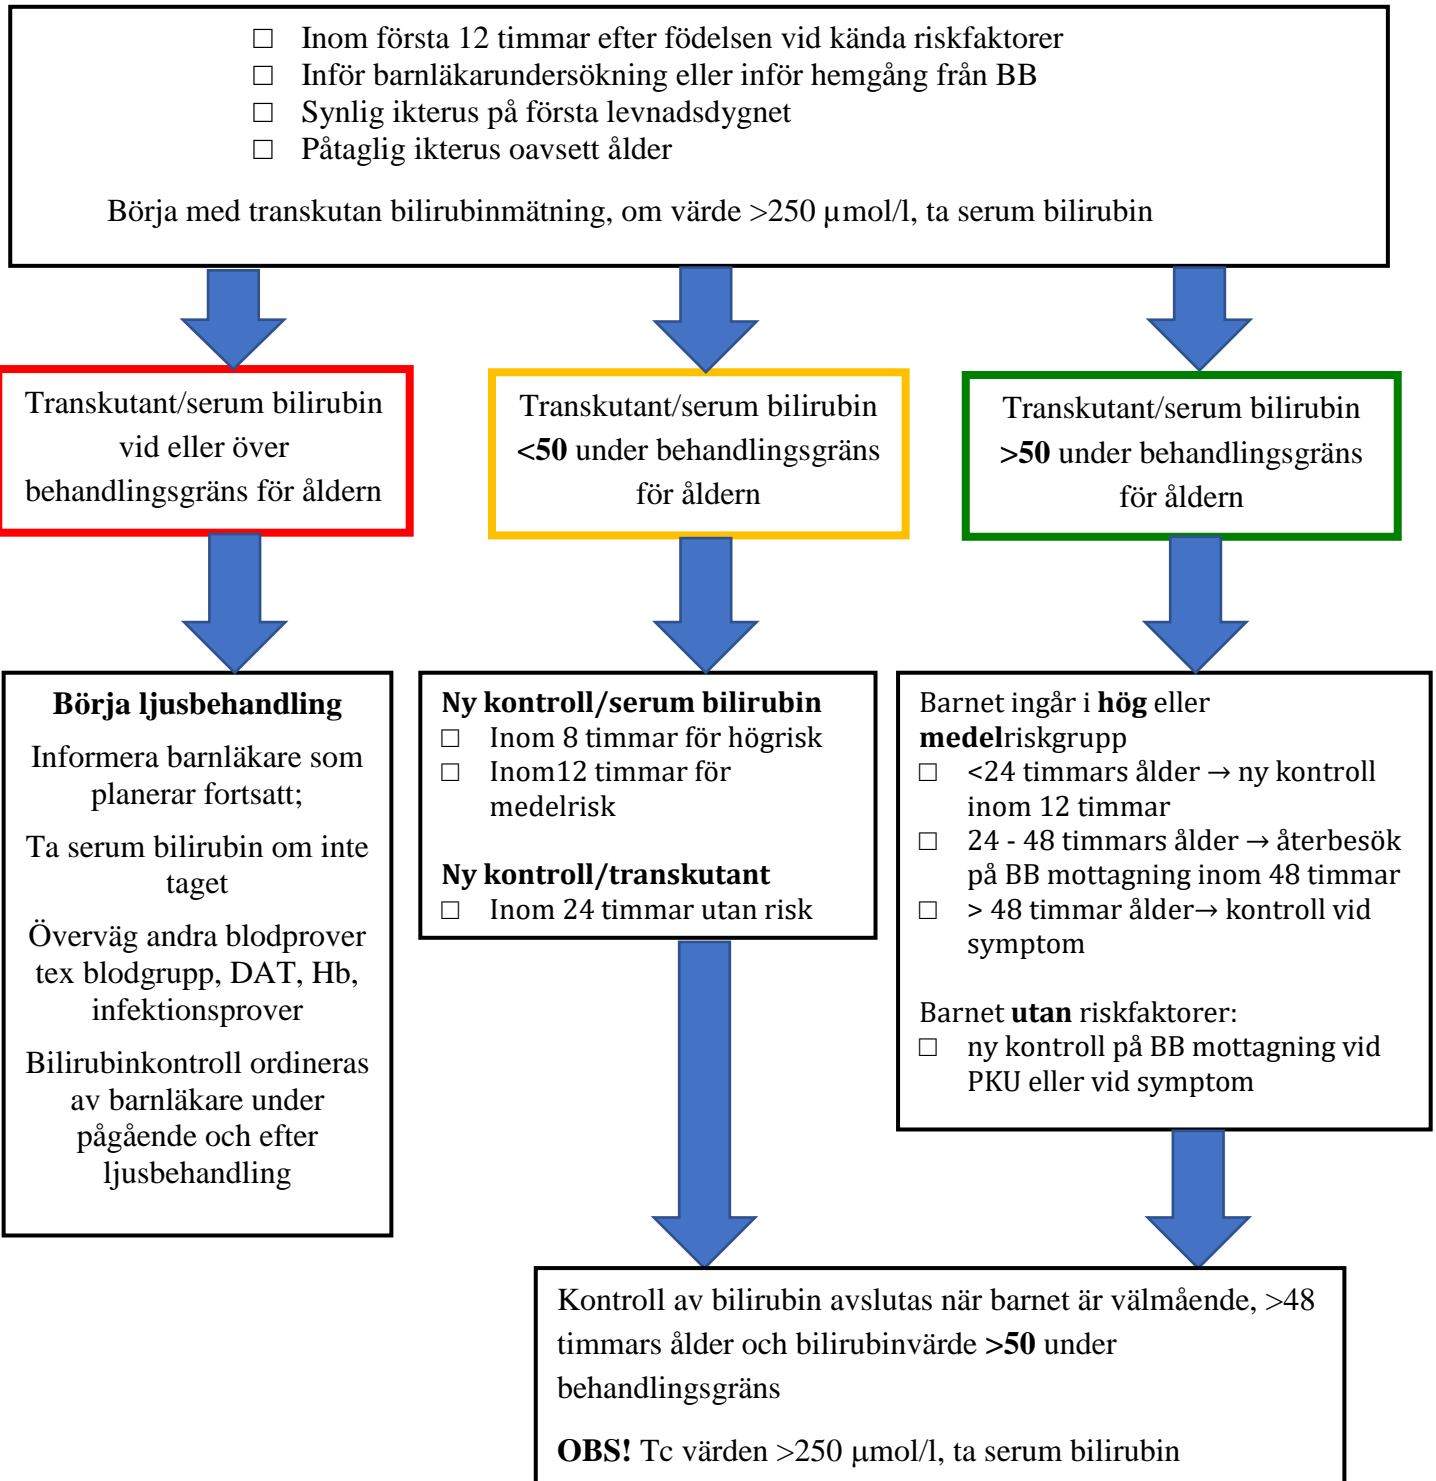 □ Inom första 12 timmar efter födelsen vid kända riskfaktorer
□ Inför barnläkarundersökning eller inför hemgång från BB
□ Synlig ikterus på första levnadsdygnet
□ Påtaglig ikterus oavsett ålder
Börja med transkutan bilirubinmätning, om värde >250 µmol/l, ta serum bilirubin
Transkutant/serum bilirubin
vid eller över
behandlingsgräns för åldern
Transkutant/serum bilirubin
<50 under behandlingsgräns
för åldern
Transkutant/serum bilirubin
>50 under behandlingsgräns
för åldern
Börja ljusbehandling
Informera barnläkare som
planerar fortsatt;
Ta serum bilirubin om inte
taget
Överväg andra blodprover
tex blodgrupp, DAT, Hb,
infektionsprover
Bilirubinkontroll ordineras
av barnläkare under
pågående och efter
ljusbehandling
Ny kontroll/serum bilirubin
□ Inom 8 timmar för högrisk
□ Inom12 timmar för
medelrisk
Ny kontroll/transkutant
□ Inom 24 timmar utan risk
Barnet ingår i hög eller
medelriskgrupp
□ <24 timmars ålder → ny kontroll
inom 12 timmar
□ 24 - 48 timmars ålder → återbesök
på BB mottagning inom 48 timmar
□ > 48 timmar ålder→ kontroll vid
symptom
Barnet utan riskfaktorer:
□ ny kontroll på BB mottagning vid
PKU eller vid symptom
Kontroll av bilirubin avslutas när barnet är välmående, >48
timmars ålder och bilirubinvärde >50 under
behandlingsgräns
OBS! Tc värden >250 µmol/l, ta serum bilirubin